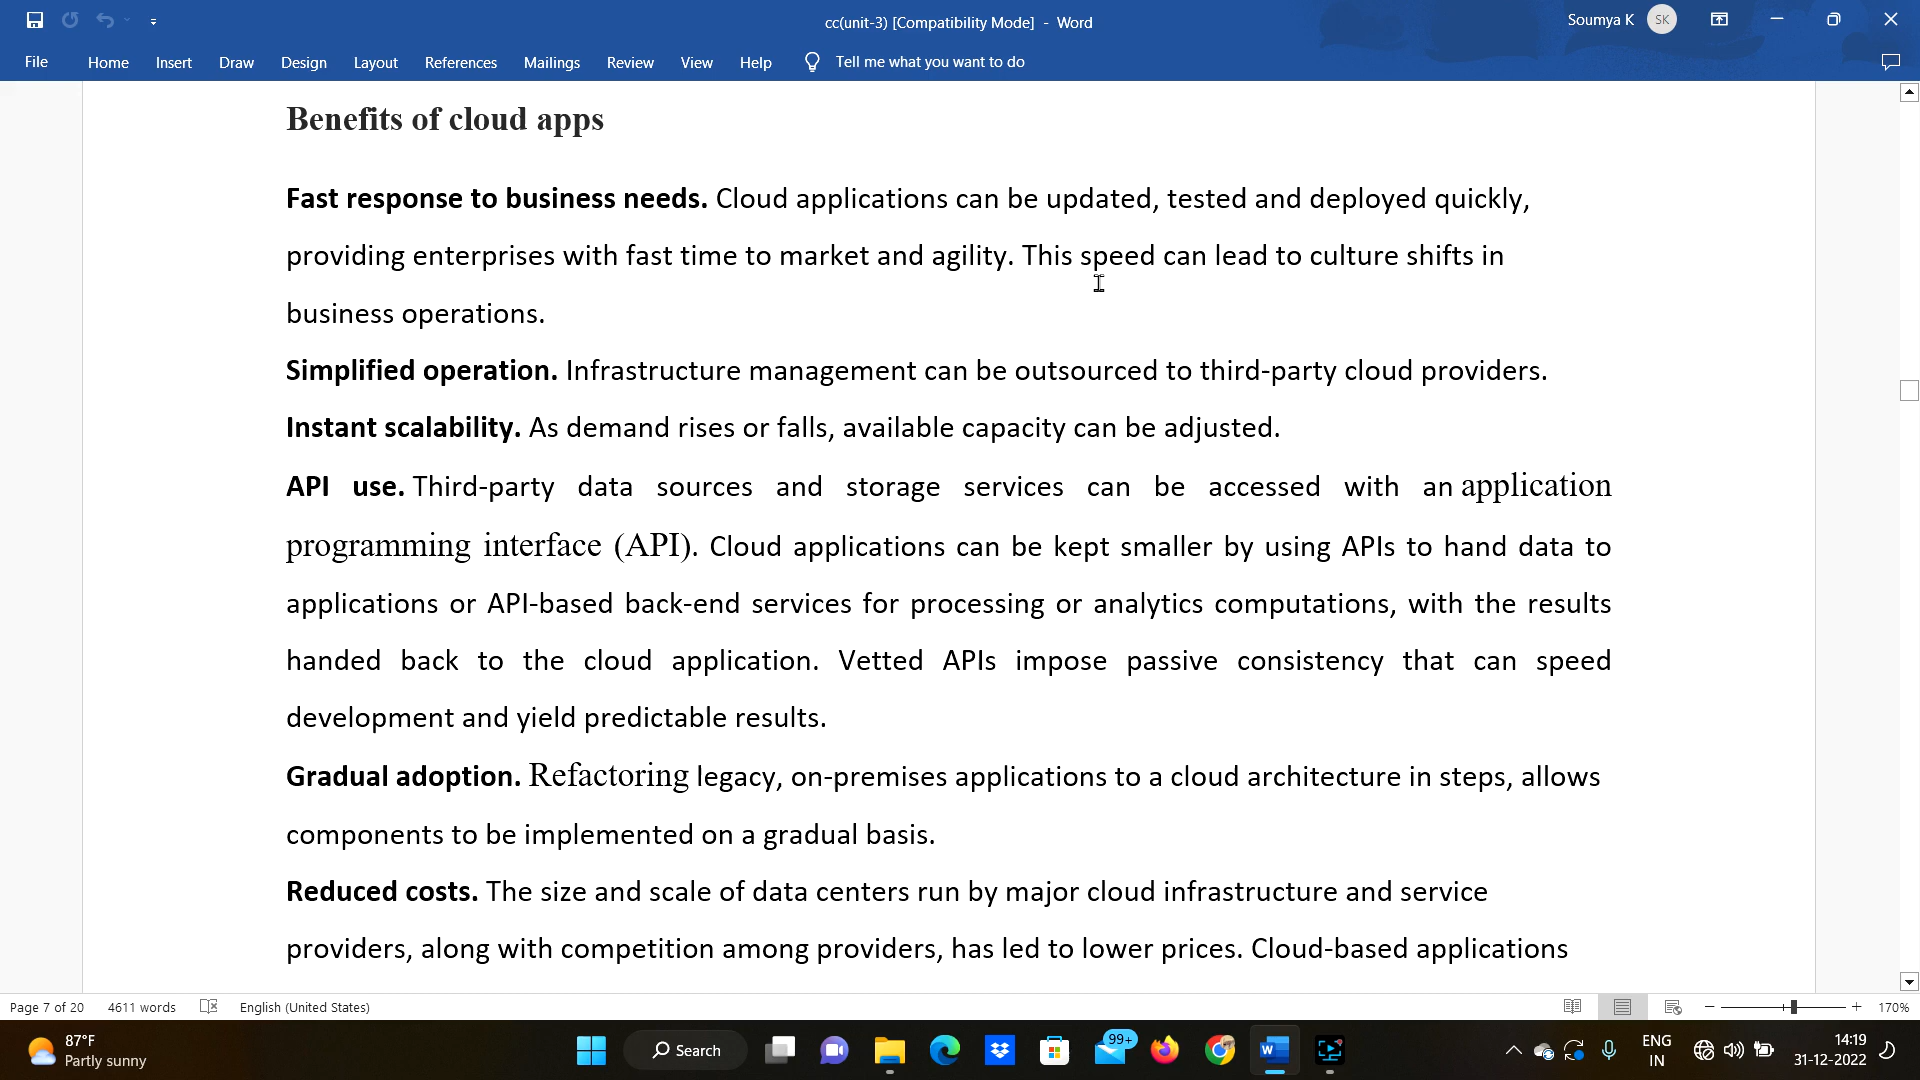 cc(unit-3) [Compatibility Mode] - Word
Soumya K SK
File Home Insert Draw Design Layout References Mailings Review View Help Tell me what you want to do
Benefits of cloud apps
Fast response to business needs. Cloud applications can be updated, tested and deployed quickly,
providing enterprises with fast time to market and agility. This speed can lead to culture shifts in
business operations.
Simplified operation. Infrastructure management can be outsourced to third-party cloud providers.
Instant scalability. As demand rises or falls, available capacity can be adjusted.
API use. Third-party data sources and storage services can be accessed with an application
programming interface (API). Cloud applications can be kept smaller by using APIs to hand data to
applications or API-based back-end services for processing or analytics computations, with the results
handed back to the cloud application. Vetted APIs impose passive consistency that can speed
development and yield predictable results.
Gradual adoption. Refactoring legacy, on-premises applications to a cloud architecture in steps, allows
components to be implemented on a gradual basis.
Reduced costs. The size and scale of data centers run by major cloud infrastructure and service
providers, along with competition among providers, has led to lower prices. Cloud-based applications
Page 7 of 20 4611 words English (United States) 170%
87°F
Partly sunny
Search
99+
W
ENG
IN
14:19
31-12-2022